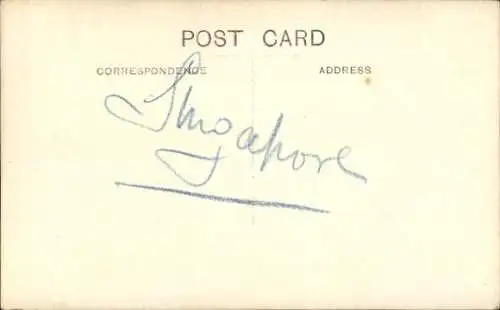 POST CARD
CORRESPONDENCE ADDRESS
Singapore